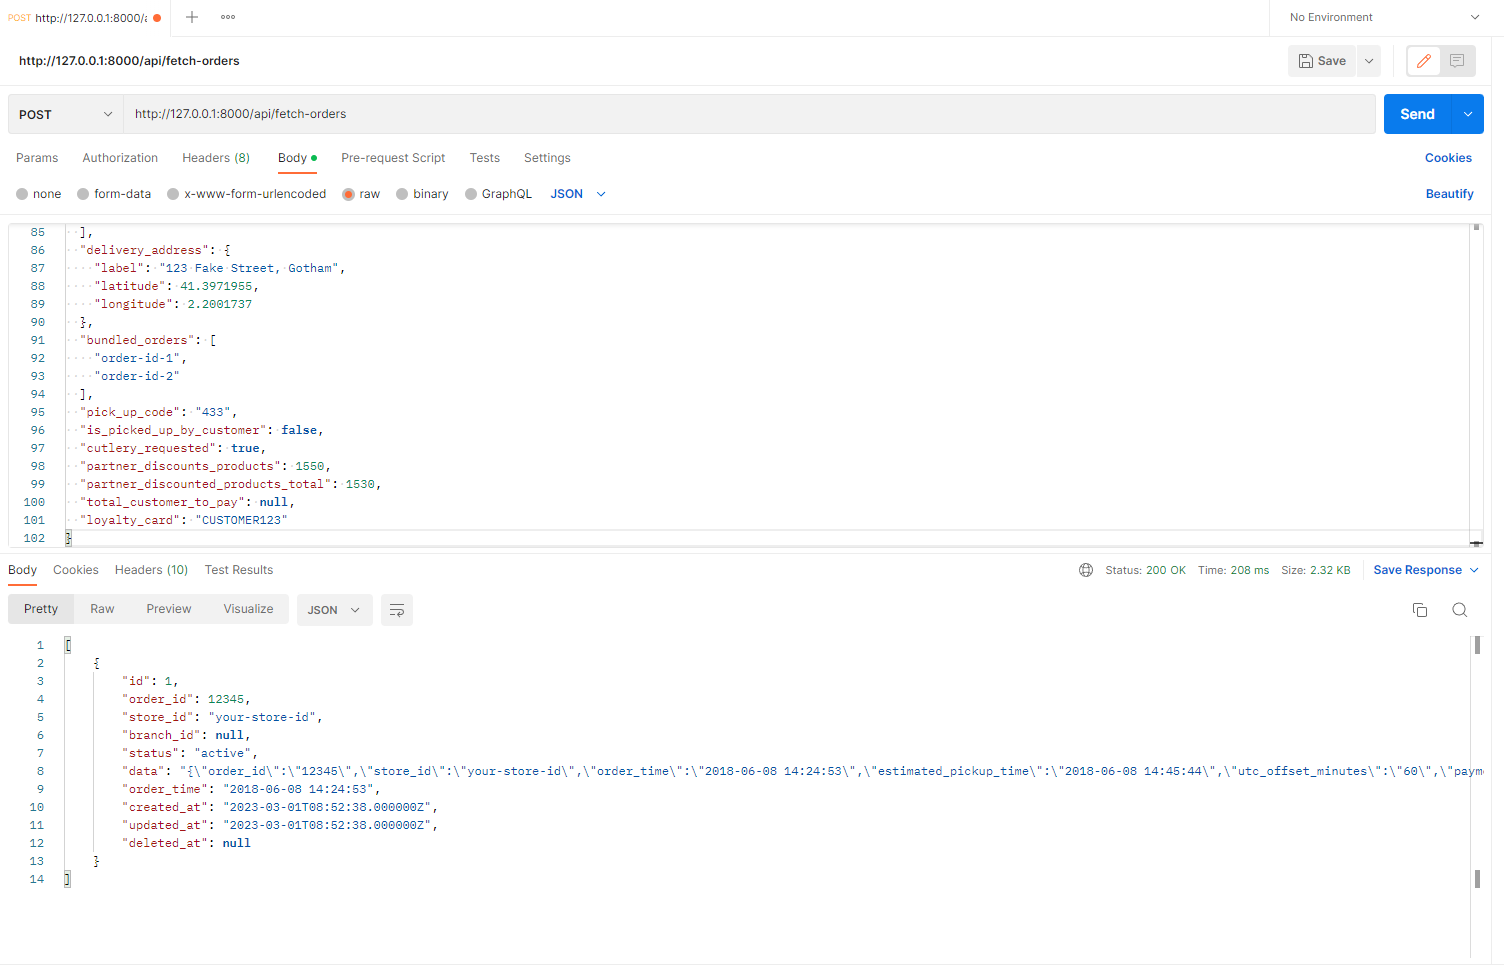 POST http://127.0.0.1:8000/a
No Environment
http://127.0.0.1:8000/api/fetch-orders
Save
POST http://127.0.0.1:8000/api/fetch-orders Send
Params Authorization Headers (8) Body Pre-request Script Tests Settings Cookies
none form-data x-www-form-urlencoded raw binary GraphQL JSON Beautify
85 ],
86 "delivery_address": {
87 "label": "123 Fake Street, Gotham",
88 "latitude": 41.3971955,
89 "longitude": 2.2001737
90 },
91 "bundled_orders": [
92 "order-id-1",
93 "order-id-2"
94 ],
95 "pick_up_code": "433",
96 "is_picked_up_by_customer": false,
97 "cutlery_requested": true,
98 "partner_discounts_products": 1550,
99 "partner_discounted_products_total": 1530,
100 "total_customer_to_pay": null,
101 "loyalty_card": "CUSTOMER123"
102 }
Body Cookies Headers (10) Test Results Status: 200 OK Time: 208 ms Size: 2.32 KB Save Response
Pretty Raw Preview Visualize JSON
1 [
2 {
3 "id": 1,
4 "order_id": 12345,
5 "store_id": "your-store-id",
6 "branch_id": null,
7 "status": "active",
8 "data": "{\"order_id\":\"12345\",\"store_id\":\"your-store-id\",\"order_time\":\"2018-06-08 14:24:53\",\"estimated_pickup_time\":\"2018-06-08 14:45:44\",\"utc_offset_minutes\":\"60\",\"paym
9 "order_time": "2018-06-08 14:24:53",
10 "created_at": "2023-03-01T08:52:38.000000Z",
11 "updated_at": "2023-03-01T08:52:38.000000Z",
12 "deleted_at": null
13 }
14 ]